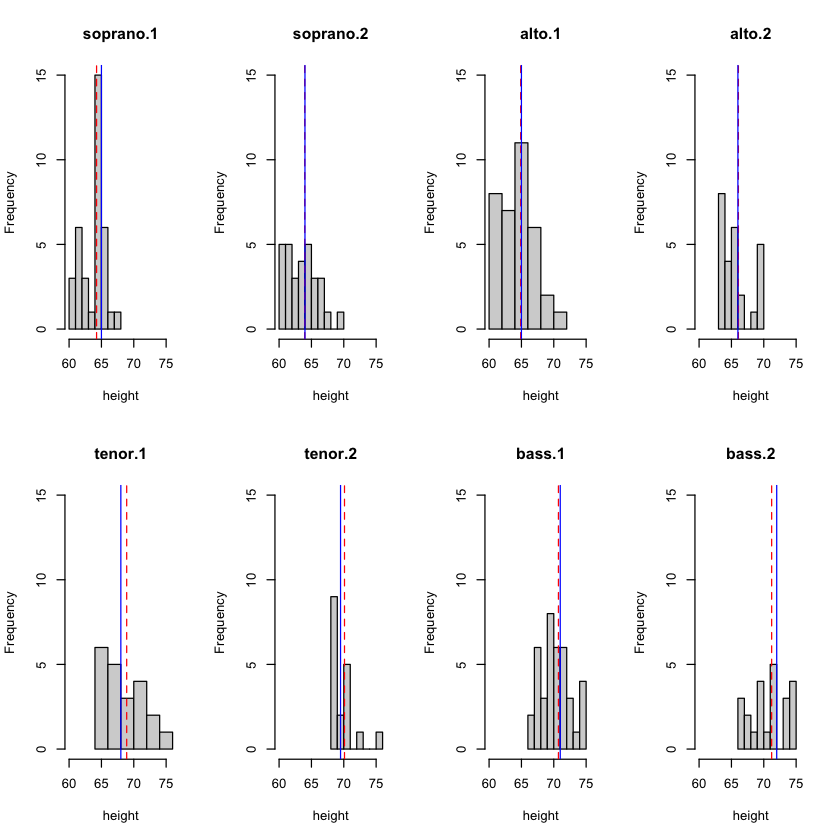 soprano.1 soprano.2 alto.1 alto.2
Frequency Frequency Frequency Frequency
15 15 15 15
10 10 10 10
5 5 5 5
0 0 0 0
60 65 70 75 60 65 70 75 60 65 70 75 60 65 70 75
height height height height
tenor.1 tenor.2 bass.1 bass.2
Frequency Frequency Frequency Frequency
15 15 15 15
10 10 10 10
5 5 5 5
0 0 0 0
60 65 70 75 60 65 70 75 60 65 70 75 60 65 70 75
height height height height